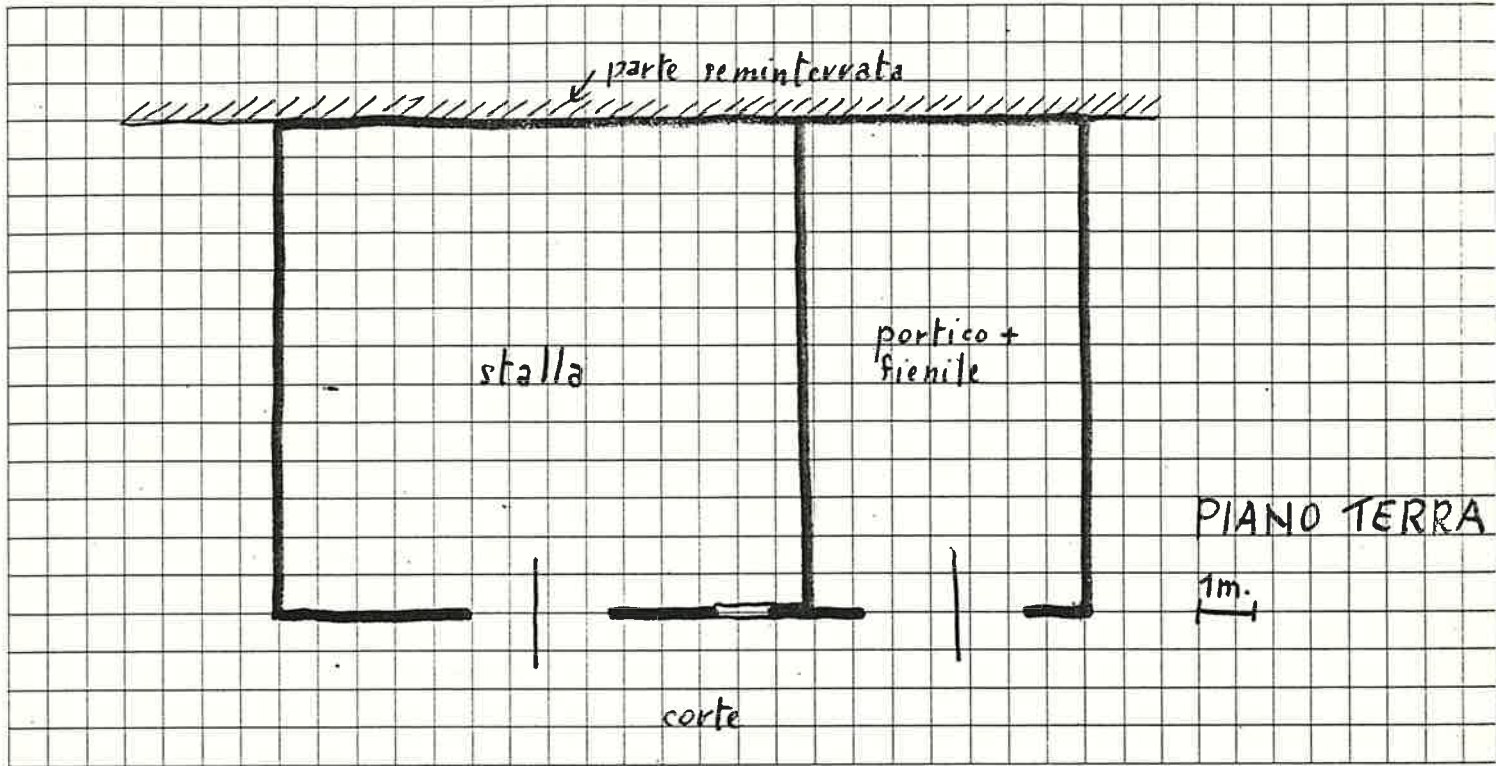 parte seminterrata
stalla
portico +
fienile
PIANO TERRA
1m.
corte